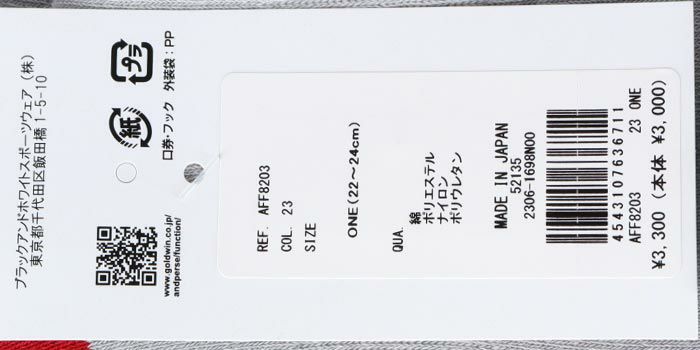 ブラックアンドホワイトスポーツウェア(株)
東京都千代田区飯田橋1-5-10
プラ
紙
外装袋:PP
口券・フック
www.goldwin.co.jp/
andperse/function/
REF. AFF8203
COL. 23
SIZE
ONE(22~24cm)
QUA.
綿
ポリエステル
ナイロン
ポリウレタン
MADE IN JAPAN
52135
2306-1698N00
4543107636711
AFF8203 23 ONE
¥3,300(本体 ¥3,000)